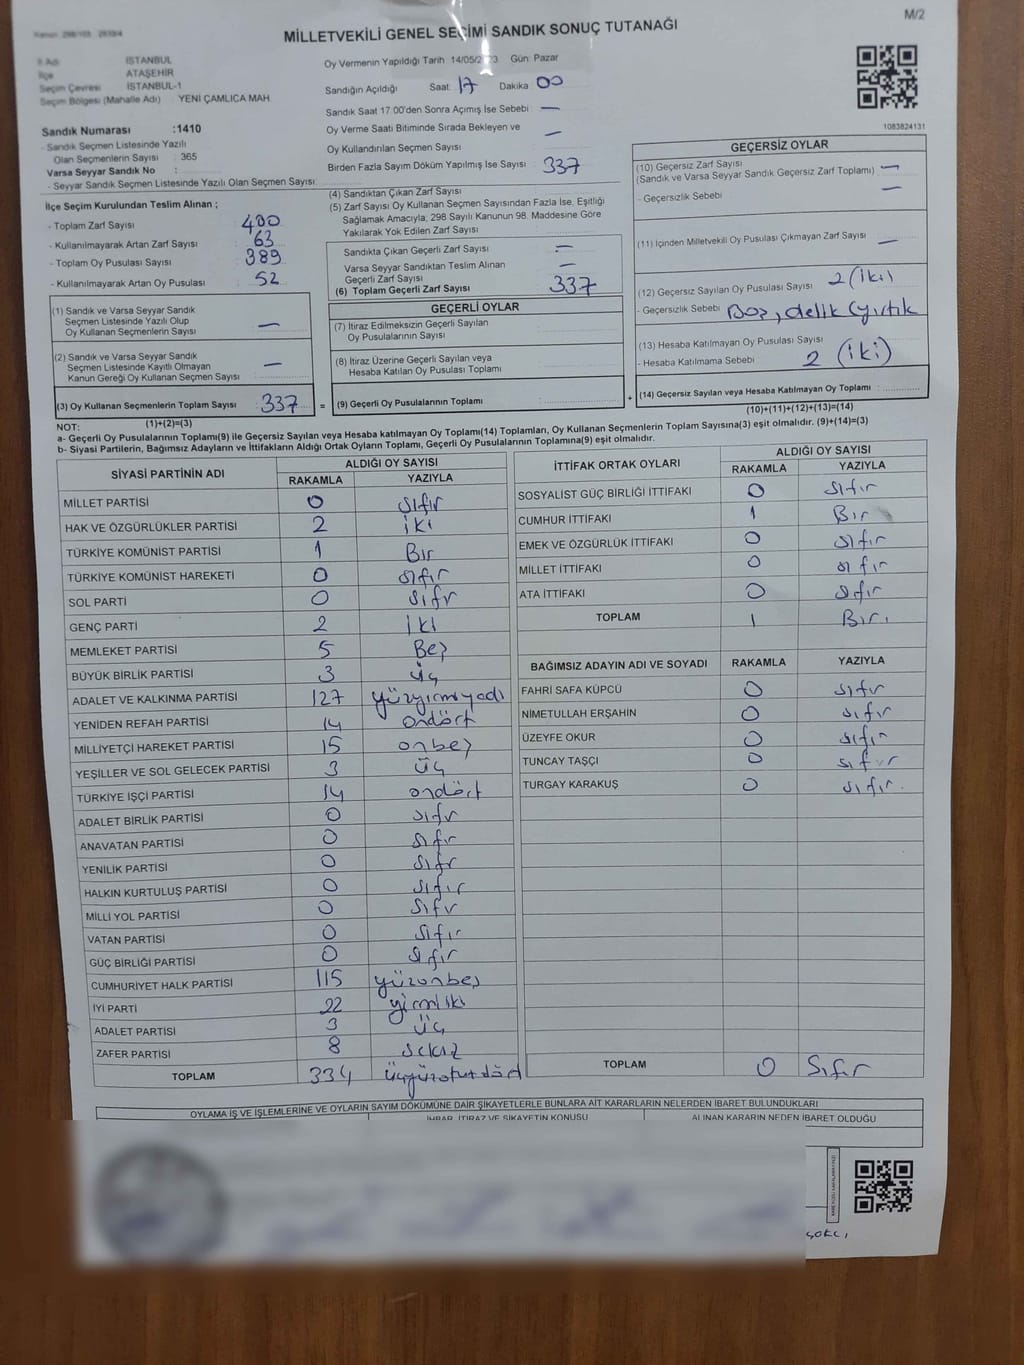 M/2
MİLLETVEKİLİ GENEL SEÇİMİ SANDIK SONUÇ TUTANAĞI
İl Adı İSTANBUL
İlçe ATAŞEHİR
Seçim Çevresi İSTANBUL-1
Seçim Bölgesi (Mahalle Adı) YENİ ÇAMLICA MAH.
Sandık Numarası :1410
- Sandık Seçmen Listesinde Yazılı
Olan Seçmenlerin Sayısı : 365
Varsa Seyyar Sandık No :
- Seyyar Sandık Seçmen Listesinde Yazılı Olan Seçmen Sayısı:
Oy Vermenin Yapıldığı Tarih 14/05/ 23 Gün: Pazar
Sandığın Açıldığı Saat: 17 Dakika 00
Sandık Saat 17:00'den Sonra Açımış İse Sebebi —
Oy Verme Saati Bitiminde Sırada Bekleyen ve
Oy Kullandırılan Seçmen Sayısı —
Birden Fazla Sayım Döküm Yapılmış İse Sayısı 337
1083824131
İlçe Seçim Kurulundan Teslim Alınan ;
- Toplam Zarf Sayısı 400
- Kullanılmayarak Artan Zarf Sayısı 63
- Toplam Oy Pusulası Sayısı 389
- Kullanılmayarak Artan Oy Pusulası 52
(1) Sandık ve Varsa Seyyar Sandık
Seçmen Listesinde Yazılı Olup
Oy Kullanan Seçmenlerin Sayısı —
(2) Sandık ve Varsa Seyyar Sandık
Seçmen Listesinde Kayıtlı Olmayan
Kanun Gereği Oy Kullanan Seçmen Sayısı —
(3) Oy Kullanan Seçmenlerin Toplam Sayısı 337
(1)+(2)=(3)
(4) Sandıktan Çıkan Zarf Sayısı
(5) Zarf Sayısı Oy Kullanan Seçmen Sayısından Fazla İse, Eşitliği
Sağlamak Amacıyla; 298 Sayılı Kanunun 98. Maddesine Göre
Yakılarak Yok Edilen Zarf Sayısı
Sandıkta Çıkan Geçerli Zarf Sayısı —
Varsa Seyyar Sandıktan Teslim Alınan
Geçerli Zarf Sayısı —
(6) Toplam Geçerli Zarf Sayısı 337
GEÇERLİ OYLAR
(7) İtiraz Edilmeksizin Geçerli Sayılan
Oy Pusulasının Sayısı
(8) İtiraz Üzerine Geçerli Sayılan veya
Hesaba Katılan Oy Pusulası Toplamı
= (9) Geçerli Oy Pusulalarının Toplamı
GEÇERSİZ OYLAR
(10) Geçersiz Zarf Sayısı
(Sandık ve Varsa Seyyar Sandık Geçersiz Zarf Toplamı) —
- Geçersizlik Sebebi —
(11) İçinden Milletvekili Oy Pusulası Çıkmayan Zarf Sayısı —
(12) Geçersiz Sayılan Oy Pusulası Sayısı 2 (iki)
- Geçersizlik Sebebi Boş, delik (yırtık
(13) Hesaba Katılmayan Oy Pusulası Sayısı
- Hesaba Katılmama Sebebi 2 (iki)
+ (14) Geçersiz Sayılan veya Hesaba Katılmayan Oy Toplamı :
(10)+(11)+(12)+(13)=(14)
NOT:
a- Geçerli Oy Pusulalarının Toplamı(9) ile Geçersiz Sayılan veya Hesaba katılmayan Oy Toplamı(14) Toplamları, Oy Kullanan Seçmenlerin Toplam Sayısına(3) eşit olmalıdır. (9)+(14)=(3)
b- Siyasi Partilerin, Bağımsız Adayların ve İttifakların Aldığı Ortak Oyların Toplamı, Geçerli Oy Pusulalarının Toplamına(9) eşit olmalıdır.
SİYASİ PARTİNİN ADI ALDIĞI OY SAYISI
RAKAMLA YAZIYLA
MİLLET PARTİSİ 0 sıfır
HAK VE ÖZGÜRLÜKLER PARTİSİ 2 iki
TÜRKİYE KOMÜNİST PARTİSİ 1 Bir
TÜRKİYE KOMÜNİST HAREKETİ 0 sıfır
SOL PARTİ 0 sıfır
GENÇ PARTİ 2 iki
MEMLEKET PARTİSİ 5 Beş
BÜYÜK BİRLİK PARTİSİ 3 üç
ADALET VE KALKINMA PARTİSİ 127 yüzyirmiyedi
YENİDEN REFAH PARTİSİ 14 ondört
MİLLİYETÇİ HAREKET PARTİSİ 15 onbeş
YEŞİLLER VE SOL GELECEK PARTİSİ 3 üç
TÜRKİYE İŞÇİ PARTİSİ 14 ondört
ADALET BİRLİK PARTİSİ 0 sıfır
ANAVATAN PARTİSİ 0 sıfır
YENİLİK PARTİSİ 0 sıfır
HALKIN KURTULUŞ PARTİSİ 0 sıfır
MİLLİ YOL PARTİSİ 0 sıfır
VATAN PARTİSİ 0 sıfır
GÜÇ BİRLİĞİ PARTİSİ 0 sıfır
CUMHURİYET HALK PARTİSİ 115 yüzonbeş
İYİ PARTİ 22 yirmiiki
ADALET PARTİSİ 3 üç
ZAFER PARTİSİ 8 sekiz
TOPLAM 334 üçyüzotuzdört
İTTİFAK ORTAK OYLARI ALDIĞI OY SAYISI
RAKAMLA YAZIYLA
SOSYALİST GÜÇ BİRLİĞİ İTTİFAKI 0 sıfır
CUMHUR İTTİFAKI 1 Bir
EMEK VE ÖZGÜRLÜK İTTİFAKI 0 sıfır
MİLLET İTTİFAKI 0 sıfır
ATA İTTİFAKI 0 sıfır
TOPLAM 1 Bir.
BAĞIMSIZ ADAYIN ADI VE SOYADI RAKAMLA YAZIYLA
FAHRİ SAFA KÜPCÜ 0 sıfır
NİMETULLAH ERŞAHİN 0 sıfır
ÜZEYFE OKUR 0 sıfır
TUNCAY TAŞÇI 0 sıfır
TURGAY KARAKUŞ 0 sıfır.
TOPLAM 0 Sıfır
OYLAMA İŞ VE İŞLEMLERİNE VE OYLARIN SAYIM DÖKÜMÜNE DAİR ŞİKAYETLERLE BUNLARA AİT KARARLARIN NELERDEN İBARET BULUNDUKLARI
İHBAR, İTİRAZ VE ŞİKAYETİN KONUSU ALINAN KARARIN NEDEN İBARET OLDUĞU